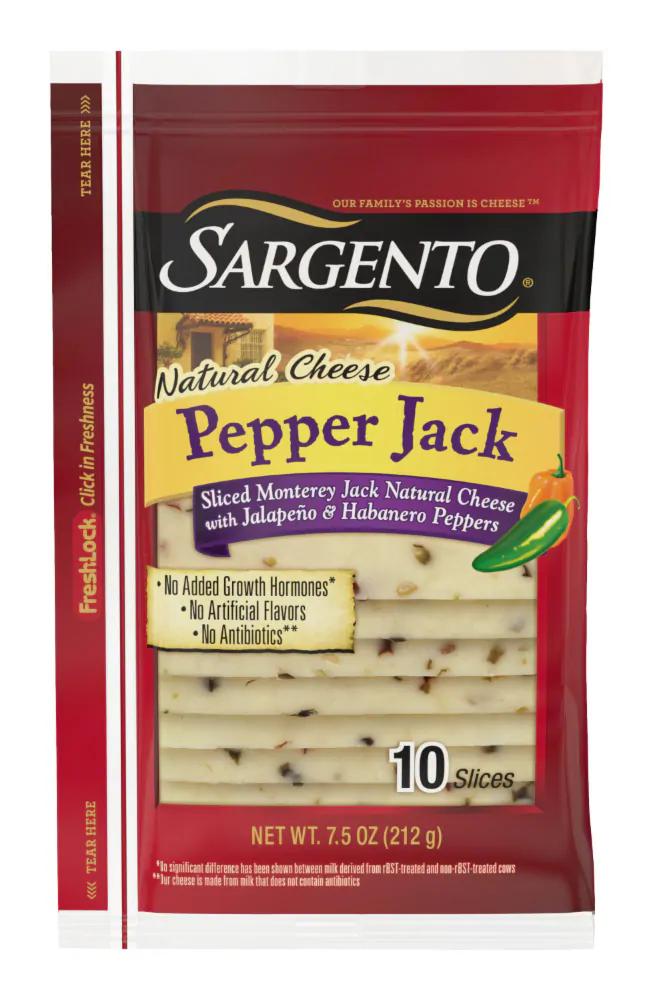 OUR FAMILY'S PASSION IS CHEESE™
SARGENTO®
Natural Cheese
Pepper Jack
Sliced Monterey Jack Natural Cheese
with Jalapeño & Habanero Peppers
• No Added Growth Hormones*
• No Artificial Flavors
• No Antibiotics**
10 Slices
NET WT. 7.5 OZ (212 g)
*No significant difference has been shown between milk derived from rBST-treated and non-rBST-treated cows
**Our cheese is made from milk that does not contain antibiotics
TEAR HERE >>>
FreshLock® Click in Freshness
<<< TEAR HERE